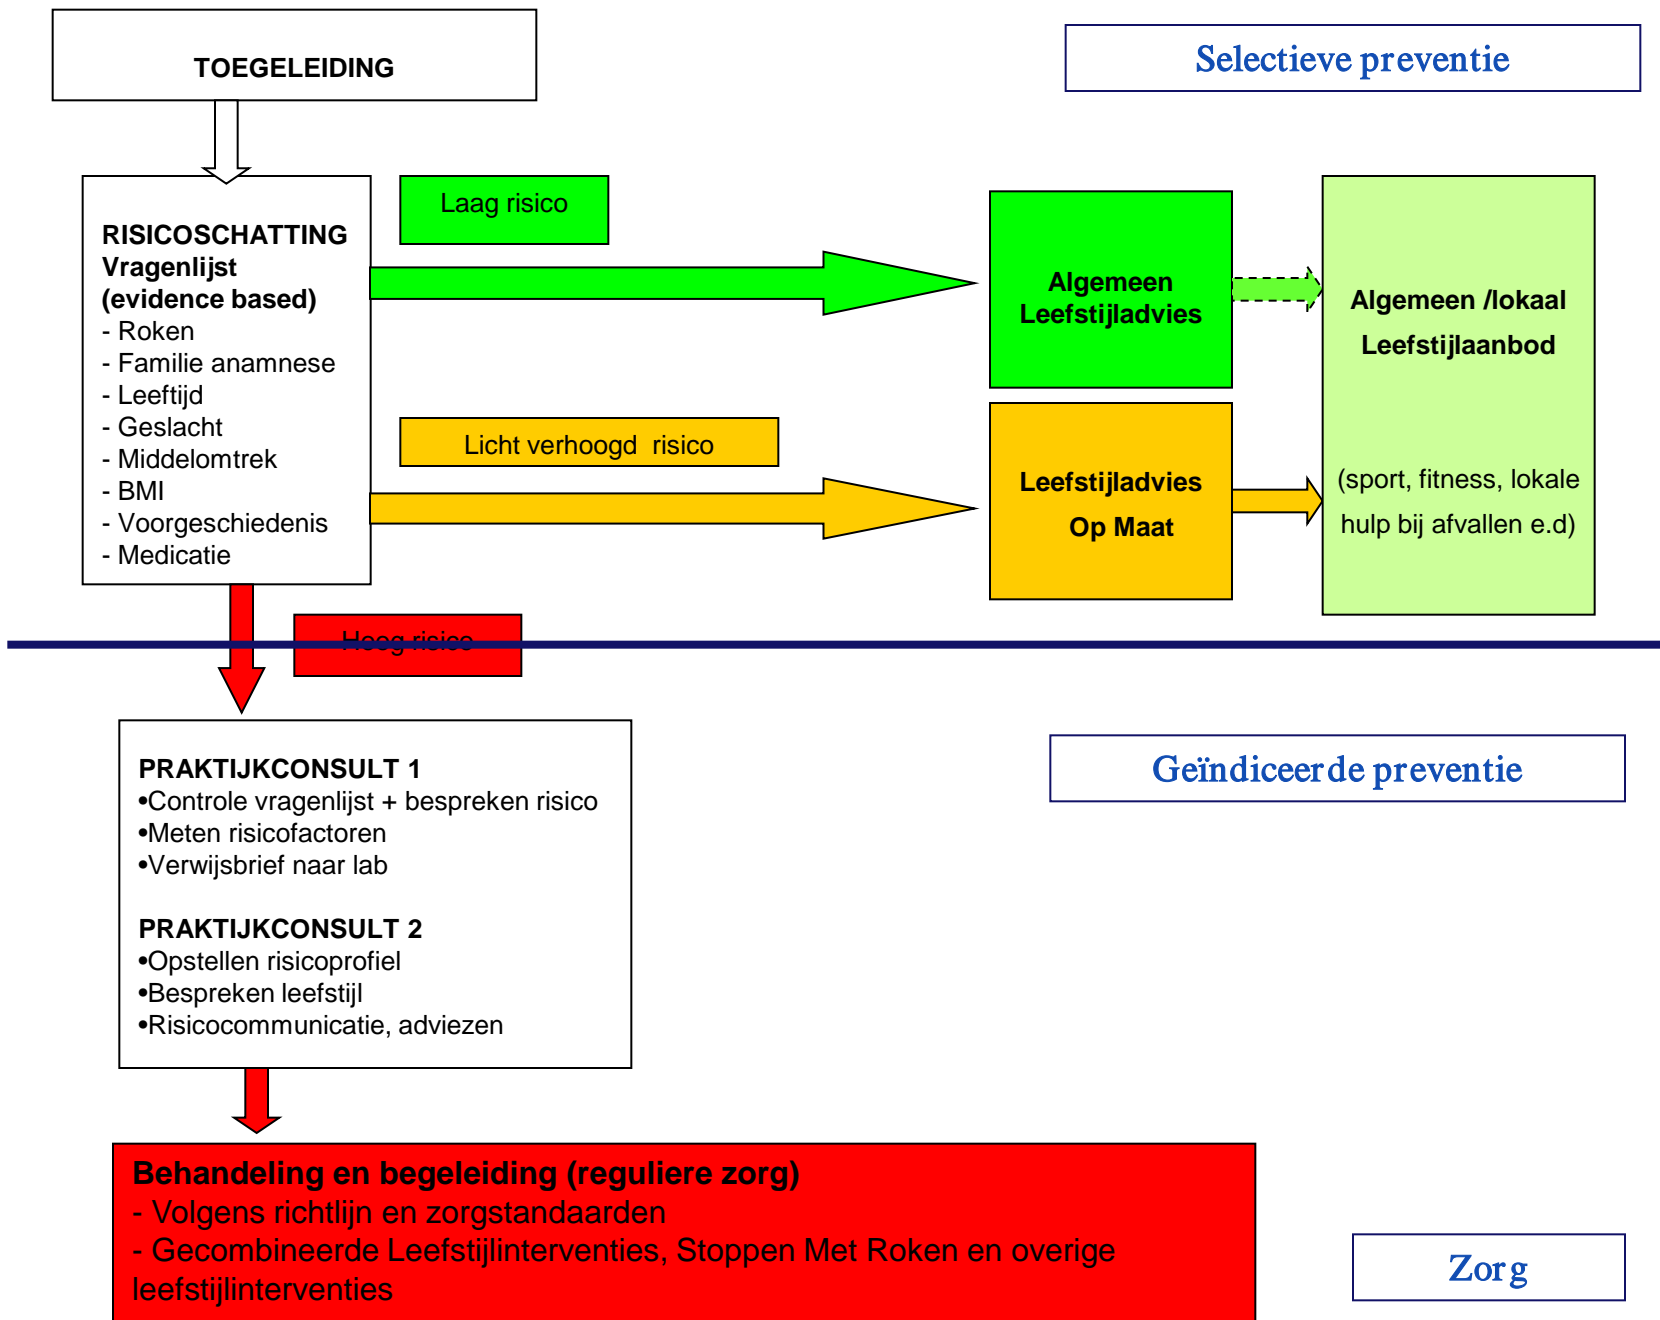 TOEGELEIDING
Selectieve preventie
RISICOSCHATTING
Vragenlijst
(evidence based)
- Roken
- Familie anamnese
- Leeftijd
- Geslacht
- Middelomtrek
- BMI
- Voorgeschiedenis
- Medicatie
Laag risico
Algemeen
Leefstijladvies
Algemeen /lokaal
Leefstijlaanbod
(sport, fitness, lokale
hulp bij afvallen e.d)
Licht verhoogd risico
Leefstijladvies
Op Maat
Hoog risico
PRAKTIJKCONSULT 1
•Controle vragenlijst + bespreken risico
•Meten risicofactoren
•Verwijsbrief naar lab
PRAKTIJKCONSULT 2
•Opstellen risicoprofiel
•Bespreken leefstijl
•Risicocommunicatie, adviezen
Geïndiceerde preventie
Behandeling en begeleiding (reguliere zorg)
- Volgens richtlijn en zorgstandaarden
- Gecombineerde Leefstijlinterventies, Stoppen Met Roken en overige
leefstijlinterventies
Zorg